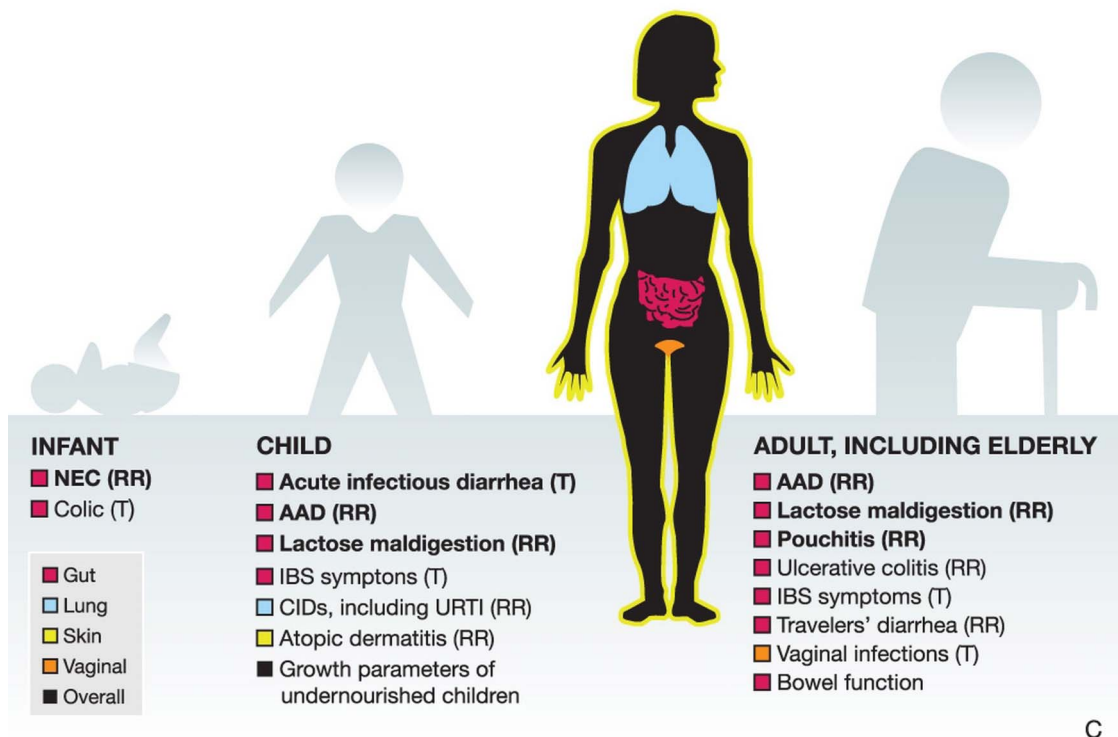 INFANT
NEC (RR)
Colic (T)
Gut
Lung
Skin
Vaginal
Overall
CHILD
Acute infectious diarrhea (T)
AAD (RR)
Lactose maldigestion (RR)
IBS symptons (T)
CIDs, including URTI (RR)
Atopic dermatitis (RR)
Growth parameters of
undernourished children
ADULT, INCLUDING ELDERLY
AAD (RR)
Lactose maldigestion (RR)
Pouchitis (RR)
Ulcerative colitis (RR)
IBS symptoms (T)
Travelers' diarrhea (RR)
Vaginal infections (T)
Bowel function
C